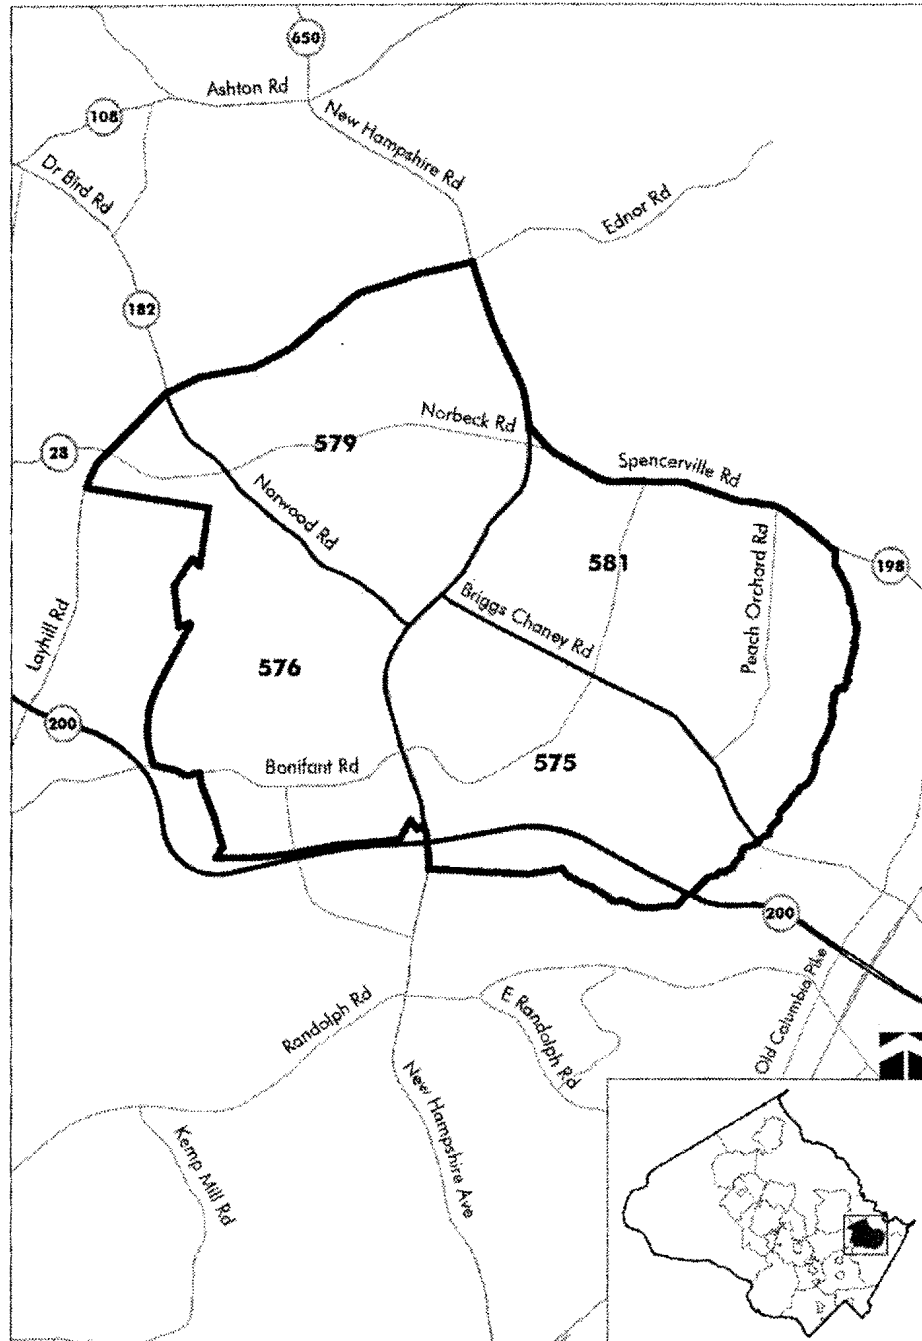 650
Ashton Rd
108
New Hampshire Rd
Dr Bird Rd
Ednor Rd
182
Norbeck Rd
579
28
Spencerville Rd
Norwood Rd
581
198
Peach Orchard Rd
Briggs Chaney Rd
Layhill Rd
576
200
Bonifant Rd
575
200
Old Columbia Pike
Randolph Rd
E Randolph Rd
New Hampshire Ave
Kemp Mill Rd